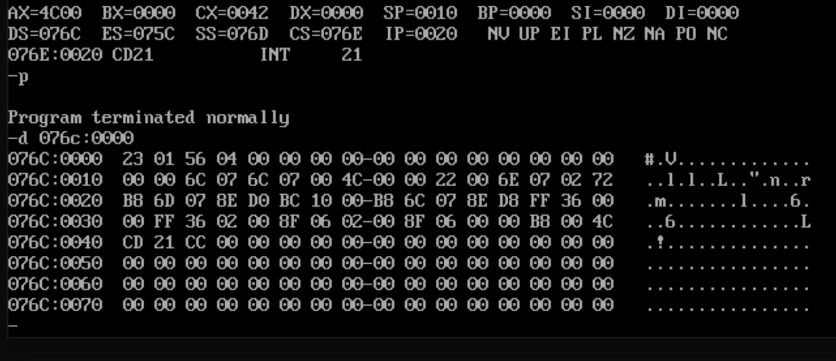 AX=4C00  BX=0000  CX=0042  DX=0000  SP=0010  BP=0000  SI=0000  DI=0000
DS=076C  ES=075C  SS=076D  CS=076E  IP=0020   NV UP EI PL NZ NA PO NC
076E:0020 CD21          INT     21
-p

Program terminated normally
-d 076c:0000
076C:0000  23 01 56 04 00 00 00 00-00 00 00 00 00 00 00 00   #.V.............
076C:0010  00 00 6C 07 6C 07 00 4C-00 00 22 00 6E 07 02 72   ..l.l..L..".n..r
076C:0020  B8 6D 07 8E D0 BC 10 00-B8 6C 07 8E D8 FF 36 00   .m.......l....6.
076C:0030  00 FF 36 02 00 8F 06 02-00 8F 06 00 00 B8 00 4C   ..6............L
076C:0040  CD 21 CC 00 00 00 00 00-00 00 00 00 00 00 00 00   .!..............
076C:0050  00 00 00 00 00 00 00 00-00 00 00 00 00 00 00 00   ................
076C:0060  00 00 00 00 00 00 00 00-00 00 00 00 00 00 00 00   ................
076C:0070  00 00 00 00 00 00 00 00-00 00 00 00 00 00 00 00   ................
-